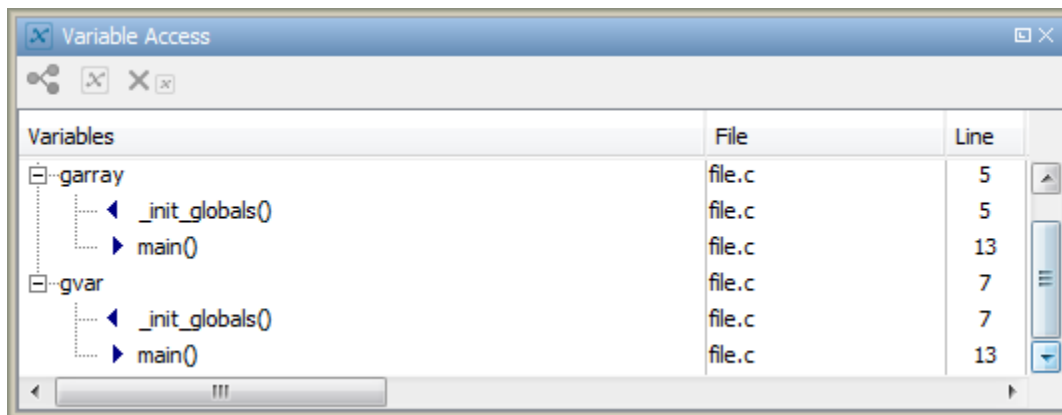 Variable Access
Variables File Line
garray file.c 5
_init_globals() file.c 5
main() file.c 13
gvar file.c 7
_init_globals() file.c 7
main() file.c 13